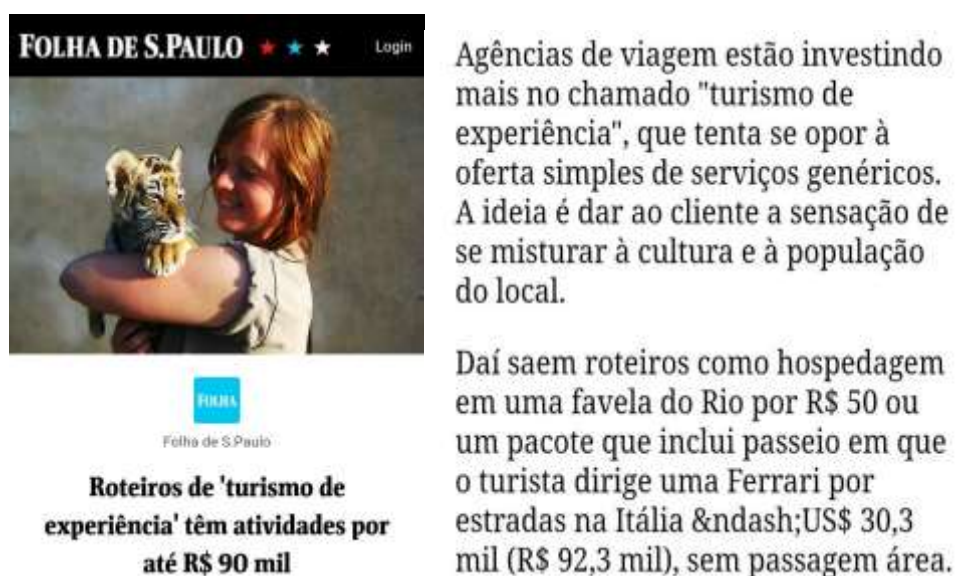 FOLHA DE S.PAULO
Login
FOLHA
Folha de S.Paulo
Roteiros de 'turismo de
experiência' têm atividades por
até R$ 90 mil
Agências de viagem estão investindo
mais no chamado "turismo de
experiência", que tenta se opor à
oferta simples de serviços genéricos.
A ideia é dar ao cliente a sensação de
se misturar à cultura e à população
do local.
Daí saem roteiros como hospedagem
em uma favela do Rio por R$ 50 ou
um pacote que inclui passeio em que
o turista dirige uma Ferrari por
estradas na Itália &ndash;US$ 30,3
mil (R$ 92,3 mil), sem passagem área.